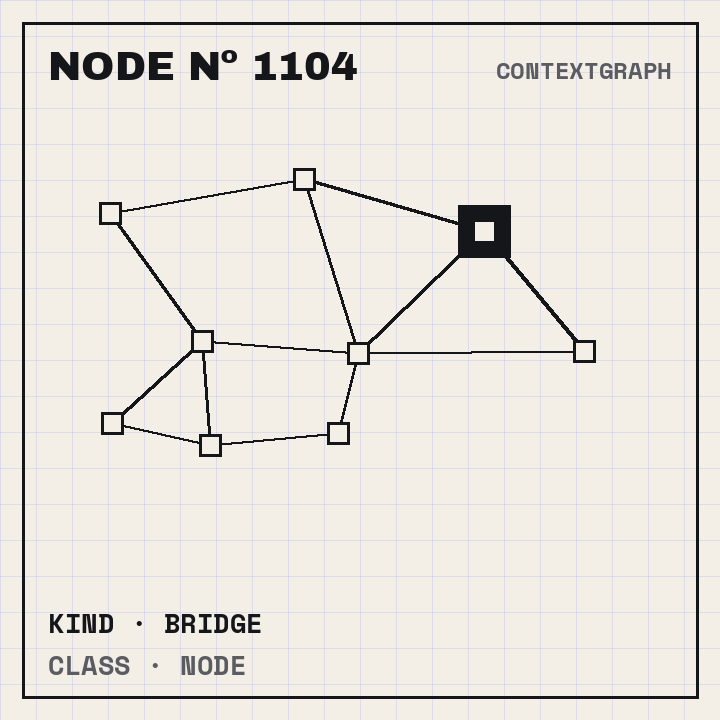 NODE Nº 1104
CONTEXTGRAPH
KIND · BRIDGE
CLASS · NODE